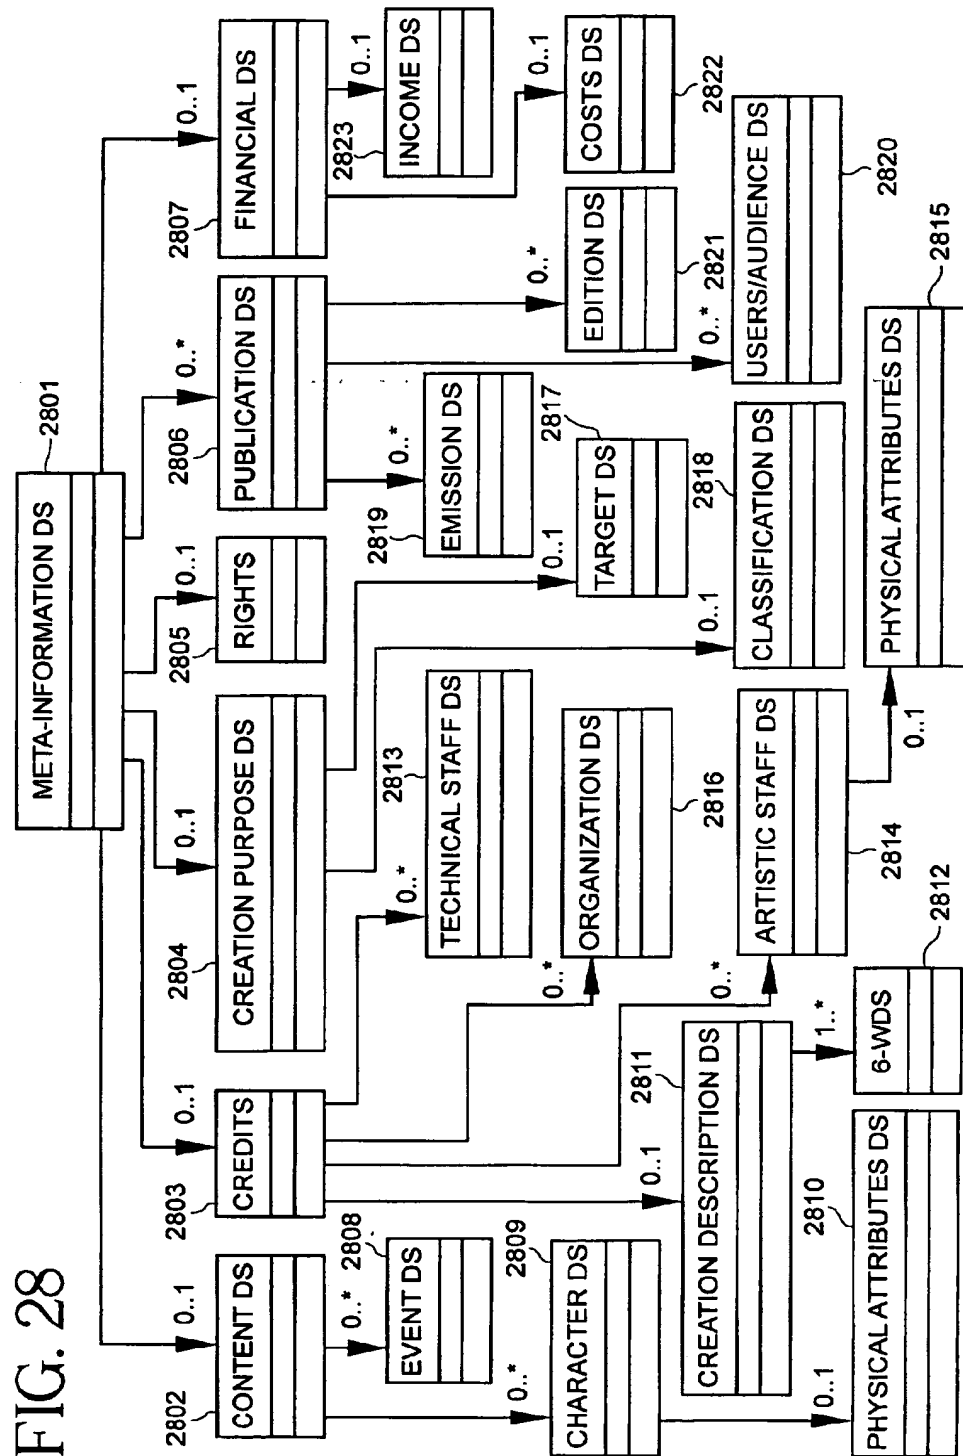 FIG. 28
META-INFORMATION DS
2801
0..1
0..1
0..1
0..1
0..*
0..1
2802
CONTENT DS
2803
CREDITS
2804
CREATION PURPOSE DS
2805
RIGHTS
2806
PUBLICATION DS
2807
FINANCIAL DS
0..*
2808
EVENT DS
0..*
2813
TECHNICAL STAFF DS
0..*
2819
EMISSION DS
0..1
2823
INCOME DS
0..*
2809
CHARACTER DS
0..*
ORGANIZATION DS
2816
0..1
2817
TARGET DS
0..*
EDITION DS
2821
0..1
COSTS DS
2822
0..1
2811
CREATION DESCRIPTION DS
0..*
ARTISTIC STAFF DS
2814
0..1
2818
CLASSIFICATION DS
0..*
USERS/AUDIENCE DS
2820
0..1
2810
PHYSICAL ATTRIBUTES DS
1..*
6-WDS
2812
0..1
PHYSICAL ATTRIBUTES DS
2815